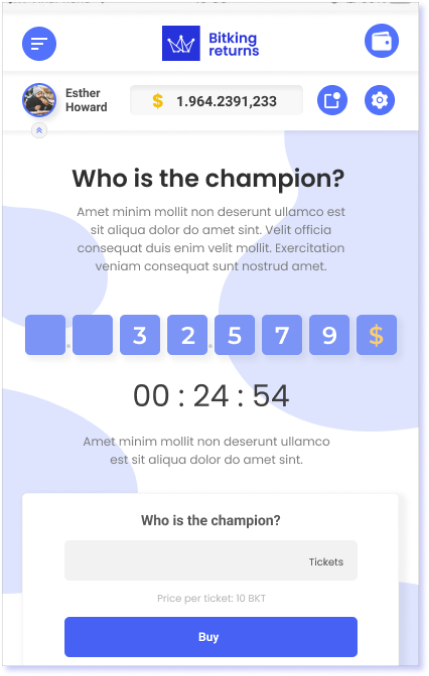 Bitking
returns
Esther
Howard
$ 1.964.2391,233
Who is the champion?
Amet minim mollit non deserunt ullamco est
sit aliqua dolor do amet sint. Velit officia
consequat duis enim velit mollit. Exercitation
veniam consequat sunt nostrud amet.
. 3 2 . 5 7 9 $
00 : 24 : 54
Amet minim mollit non deserunt ullamco
est sit aliqua dolor do amet sint.
Who is the champion?
Tickets
Price per ticket: 10 BKT
Buy